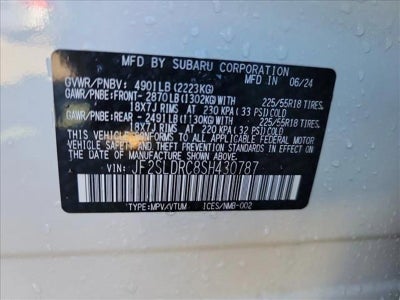 MFD BY SUBARU CORPORATION 06/24
GVWR/PNBV: 4901LB(2223KG)
GAWR/PNBE:FRONT- 2870LB(1302KG)WITH 225/55R18 TIRES,
18X7J RIMS AT 230 KPA(33 PSI)COLD
GAWR/PNBE:REAR -2491LB(1130KG)WITH 225/55R18 TIRES,
18X7J RIMS AT 220 KPA(32 PSI)COLD
THIS VEHICLE CONFORMS TO ALL APPLICABLE FEDERAL MOTOR
VEHICLE SAFETY, BUMPER, AND THEFT PREVENTION STANDARDS
IN EFFECT ON THE DATE OF MANUFACTURE SHOWN ABOVE.
VIN: JF2SLDRC8SH430787
TYPE:MPV/VTUM ICES/NMB-002